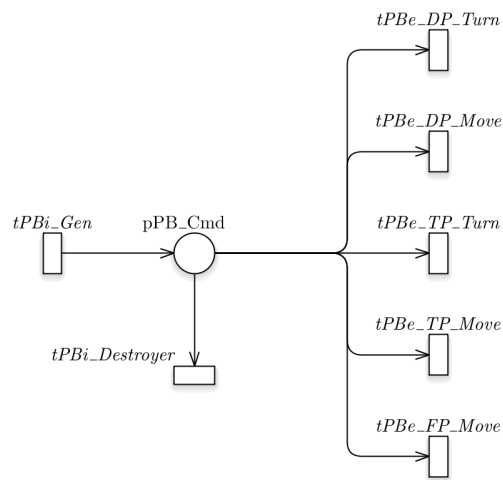 tPBe_DP_Turn
tPBe_DP_Move
tPBi_Gen
pPB_Cmd
tPBe_TP_Turn
tPBi_Destroyer
tPBe_TP_Move
tPBe_FP_Move